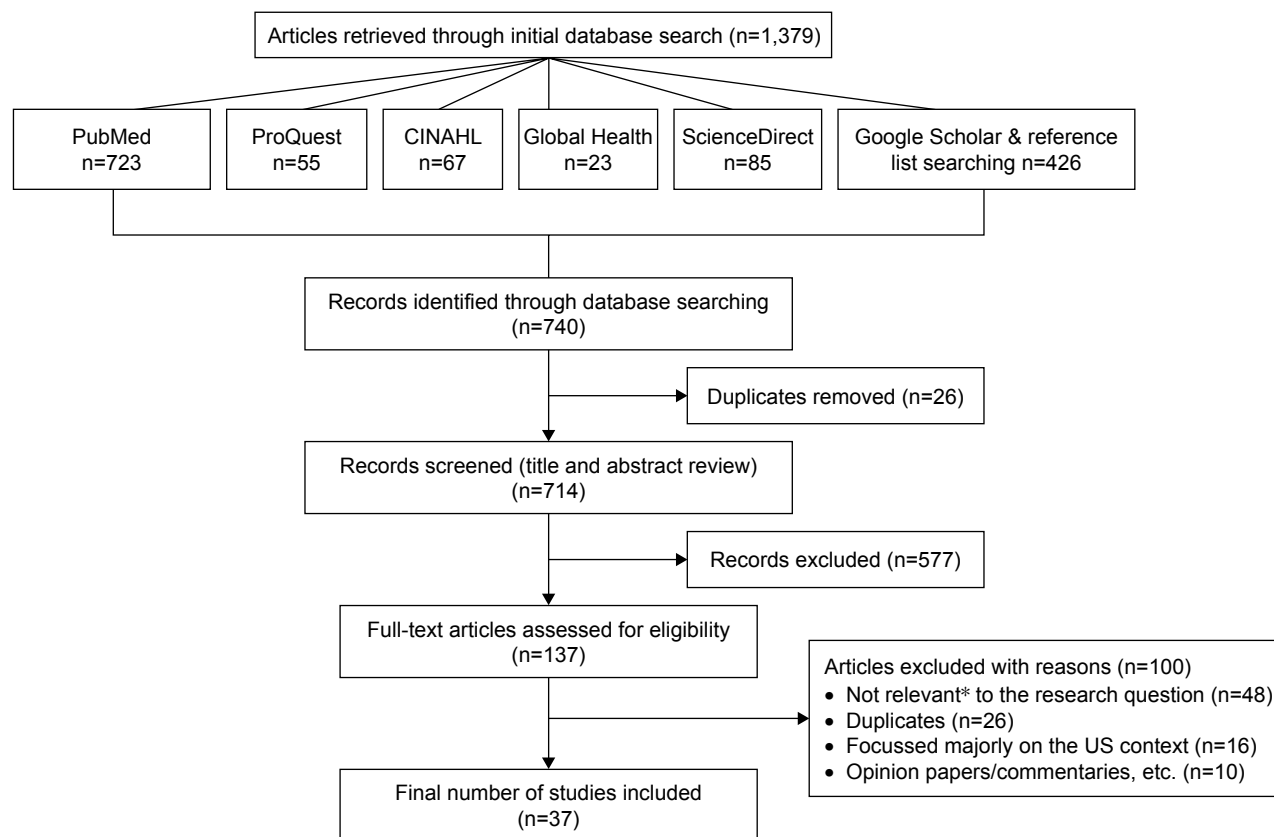 Articles retrieved through initial database search (n=1,379)
PubMed
n=723
ProQuest
n=55
CINAHL
n=67
Global Health
n=23
ScienceDirect
n=85
Google Scholar & reference
list searching n=426
Records identified through database searching
(n=740)
Duplicates removed (n=26)
Records screened (title and abstract review)
(n=714)
Records excluded (n=577)
Full-text articles assessed for eligibility
(n=137)
Articles excluded with reasons (n=100)
• Not relevant* to the research question (n=48)
• Duplicates (n=26)
• Focussed majorly on the US context (n=16)
• Opinion papers/commentaries, etc. (n=10)
Final number of studies included
(n=37)